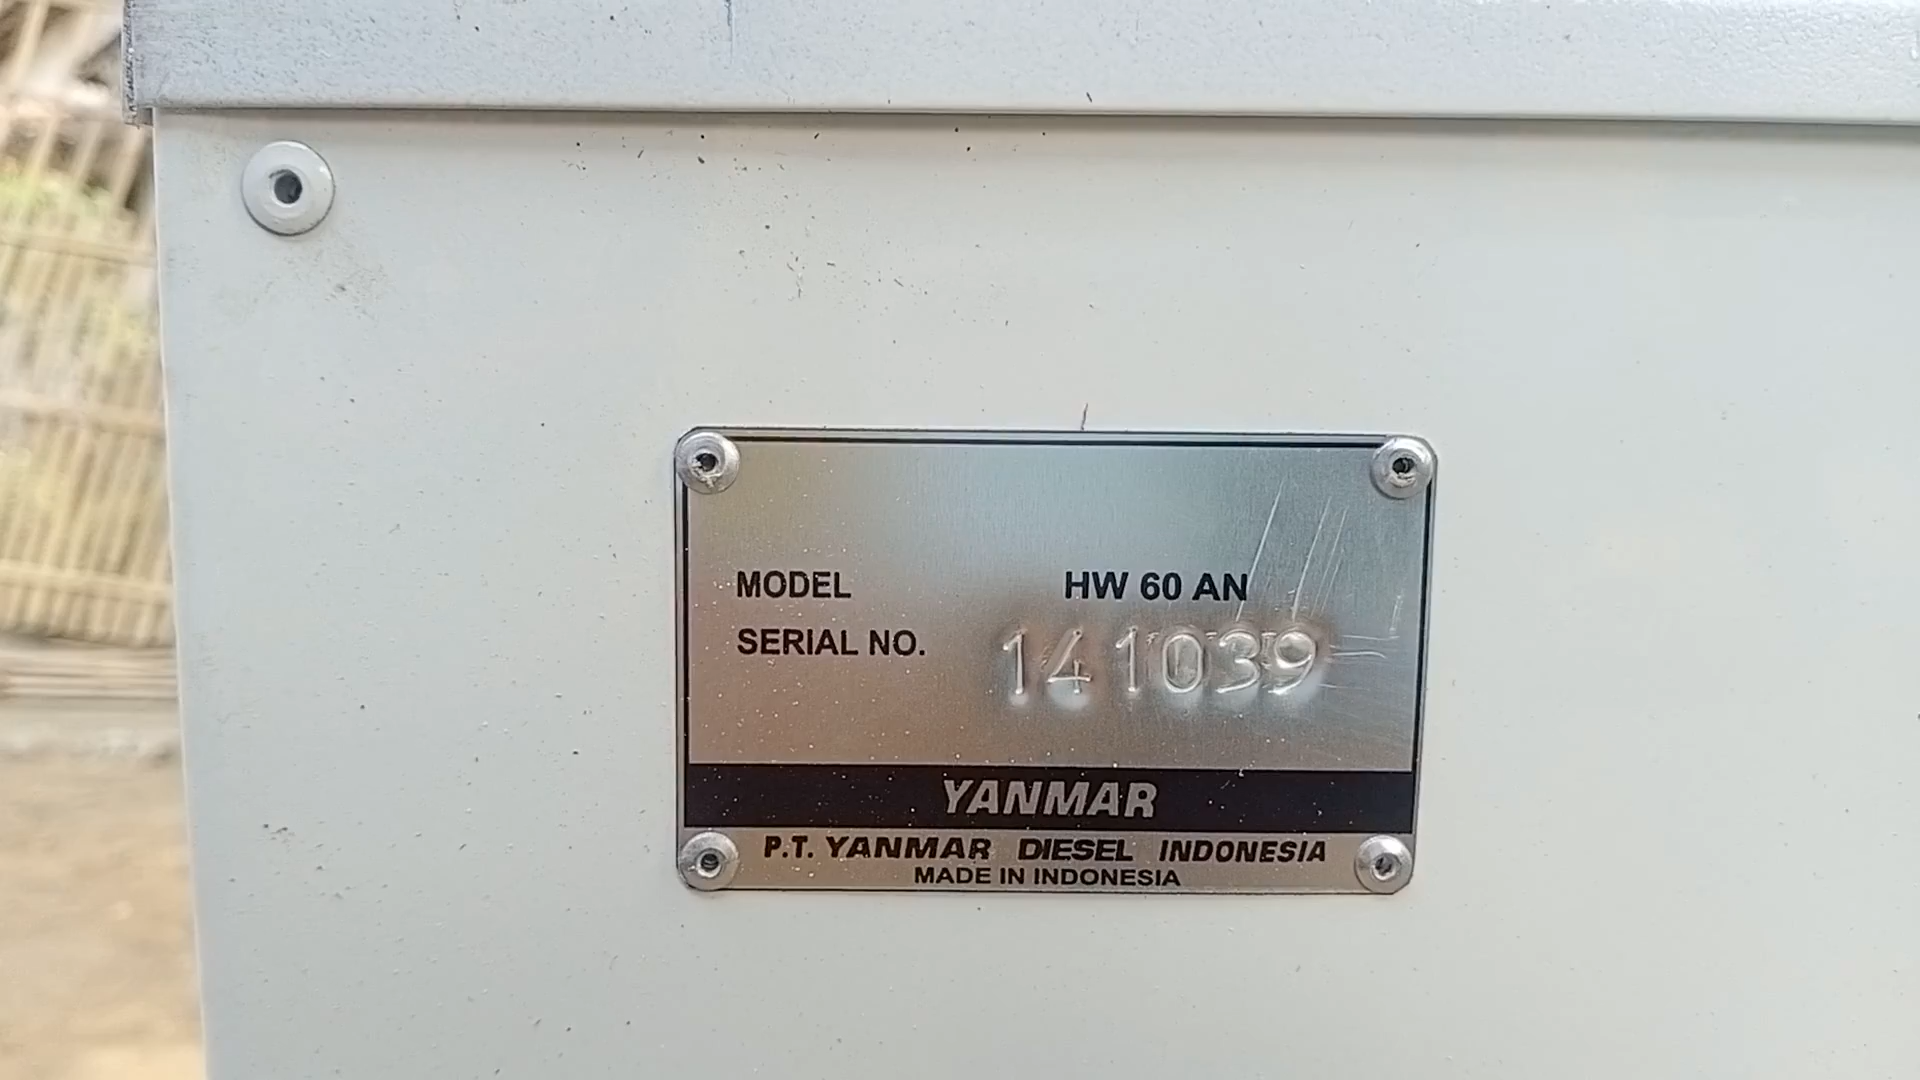 MODEL HW 60 AN
SERIAL NO. 141039
YANMAR
P.T. YANMAR DIESEL INDONESIA
MADE IN INDONESIA